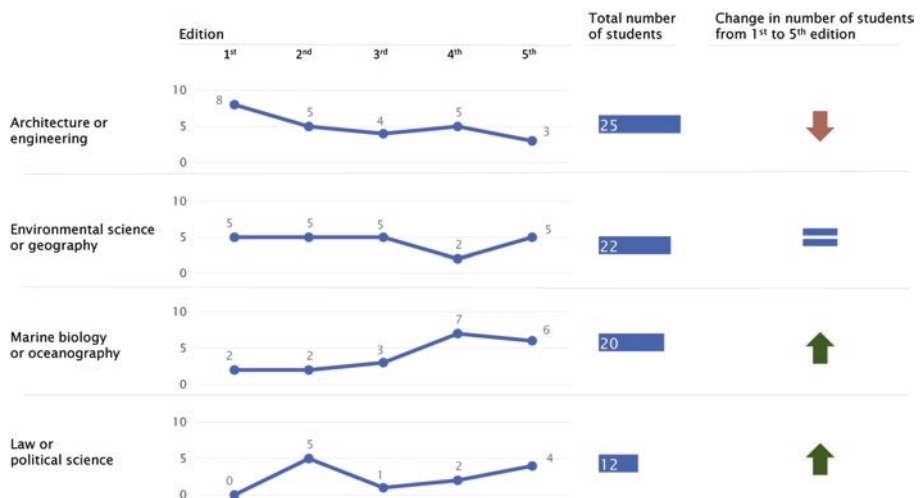 Edition
1st 2nd 3rd 4th 5th
Total number
of students
Change in number of students
from 1st to 5th edition
Architecture or
engineering
10
5
0
8 5 4 5 3
25
Environmental science
or geography
10
5
0
5 5 5 2 5
22
Marine biology
or oceanography
10
5
0
2 2 3 7 6
20
Law or
political science
10
5
0
0 5 1 2 4
12